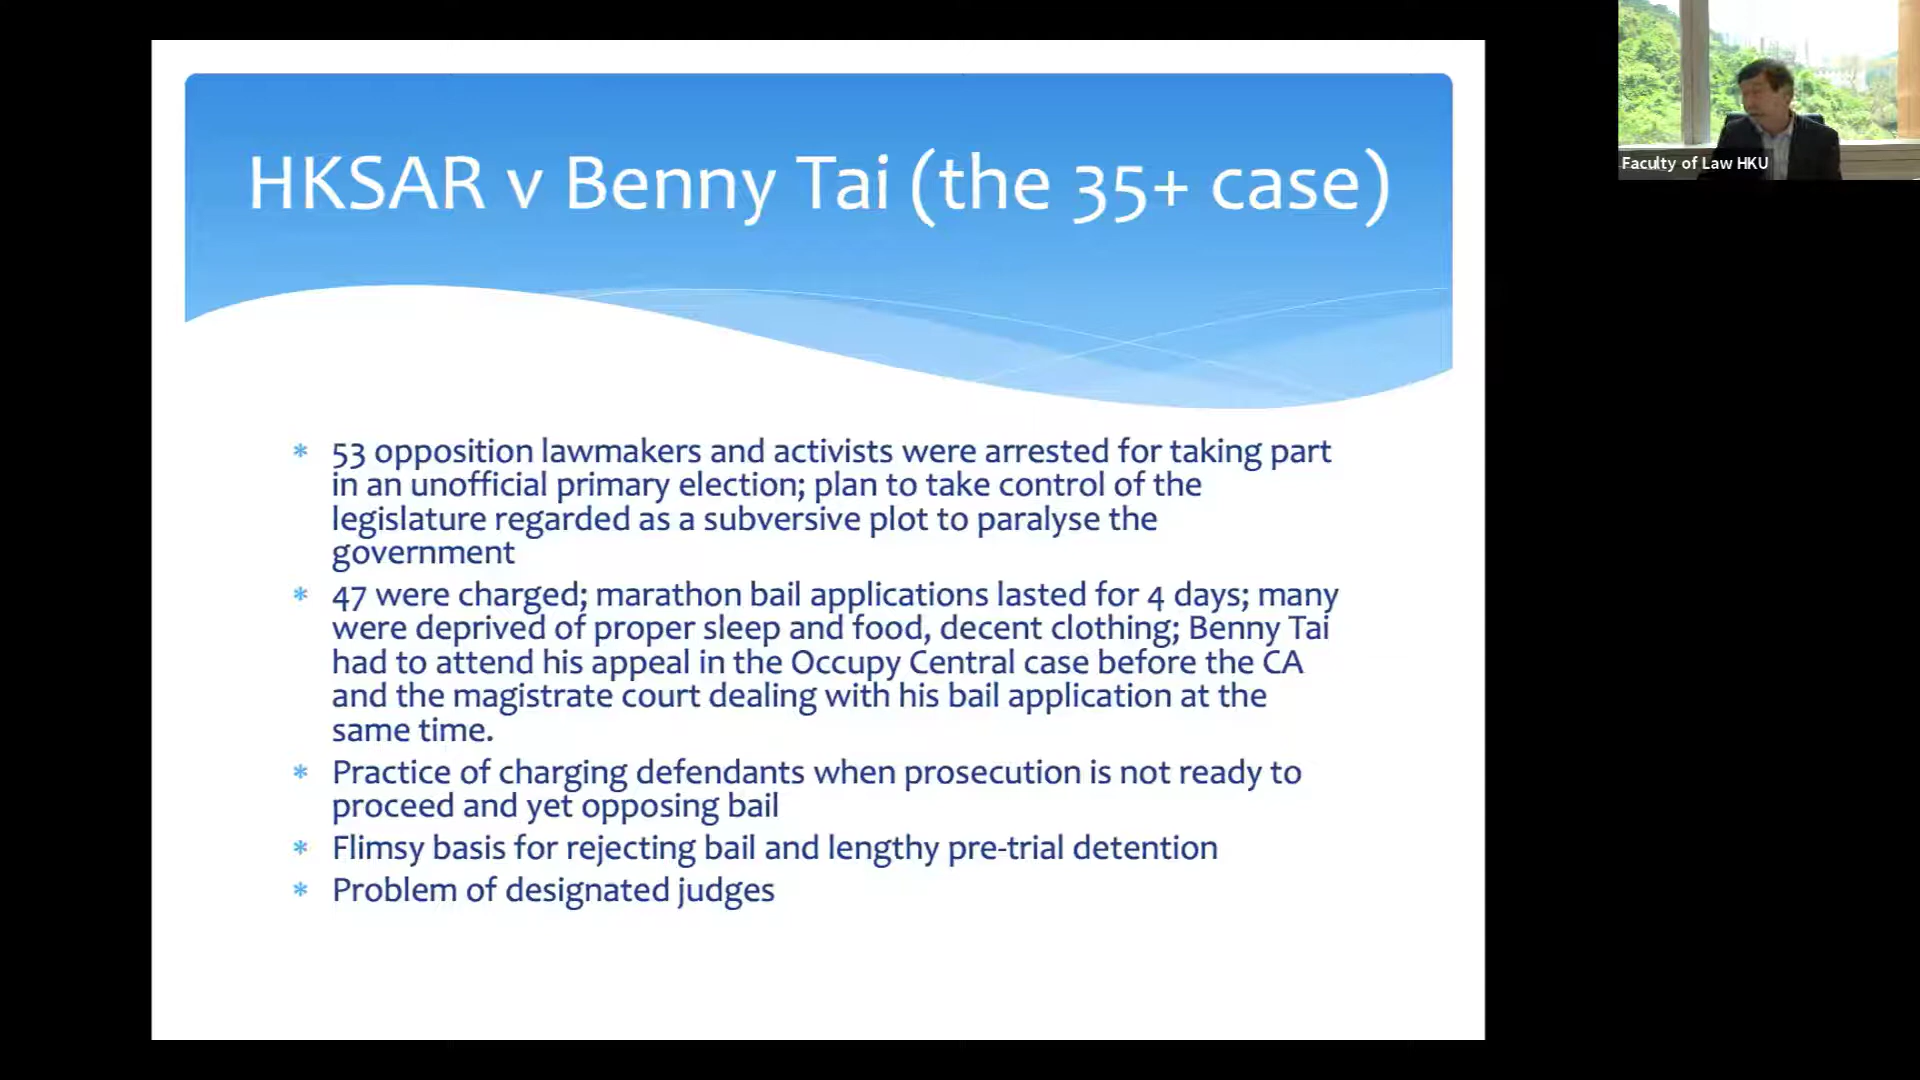 HKSAR v Benny Tai (the 35+ case)
Faculty of Law HKU
* 53 opposition lawmakers and activists were arrested for taking part
in an unofficial primary election; plan to take control of the
legislature regarded as a subversive plot to paralyse the
government
* 47 were charged; marathon bail applications lasted for 4 days; many
were deprived of proper sleep and food, decent clothing; Benny Tai
had to attend his appeal in the Occupy Central case before the CA
and the magistrate court dealing with his bail application at the
same time.
* Practice of charging defendants when prosecution is not ready to
proceed and yet opposing bail
* Flimsy basis for rejecting bail and lengthy pre-trial detention
* Problem of designated judges